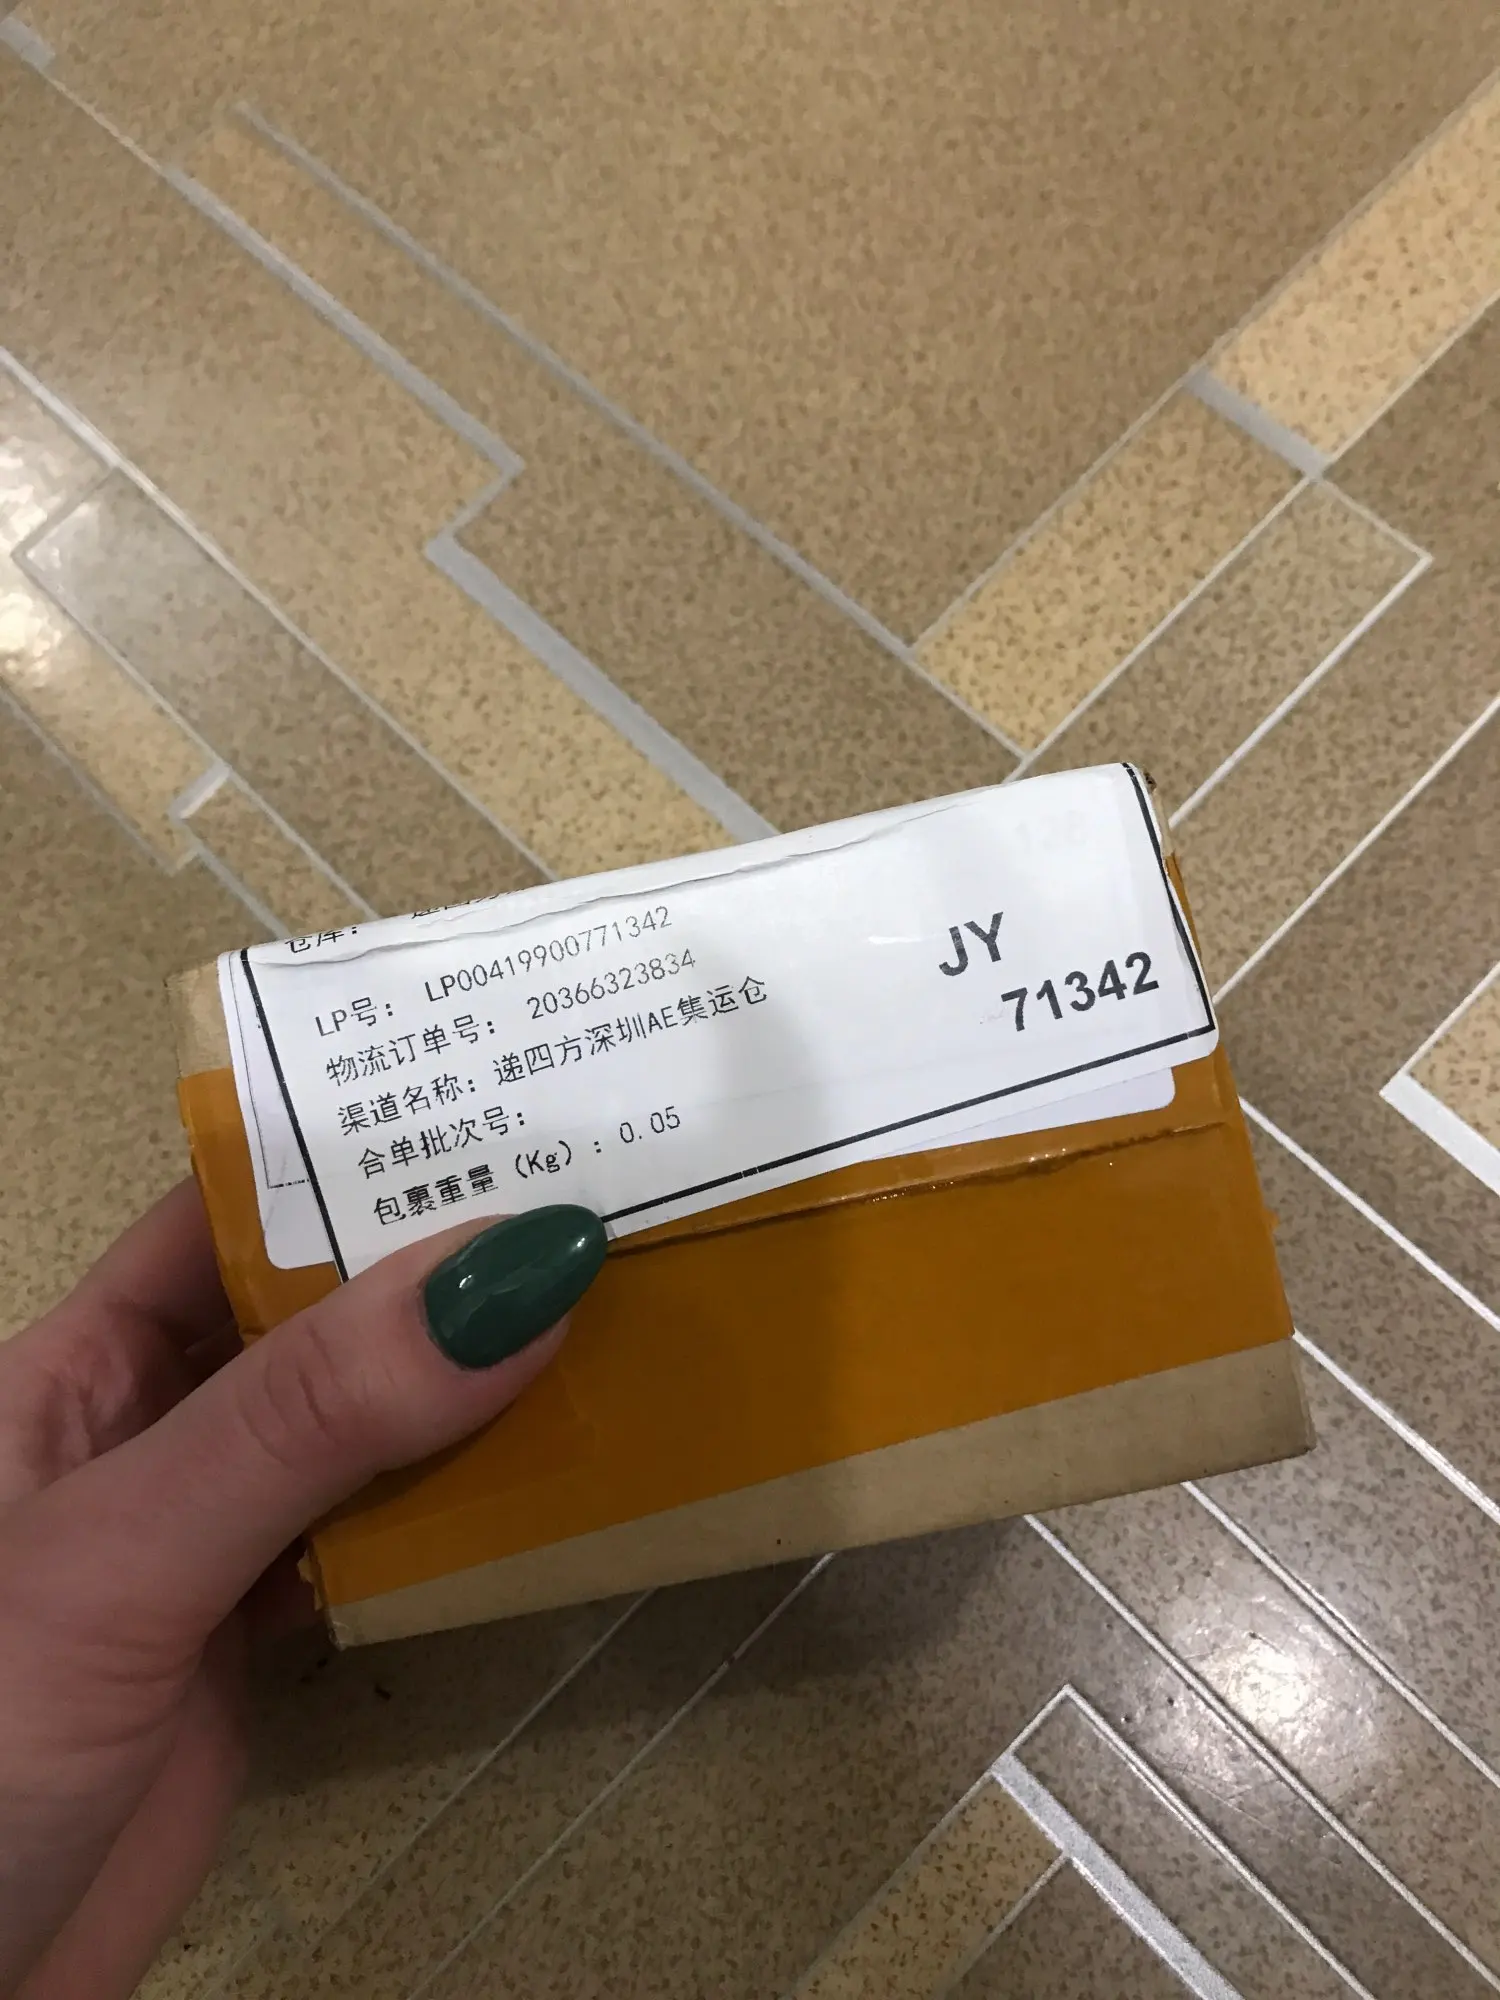 仓库：
LP号： LP00419900771342
物流订单号： 20366323834
渠道名称：递四方深圳AE集运仓
合单批次号：
包裹重量（Kg）：0.05
JY
71342